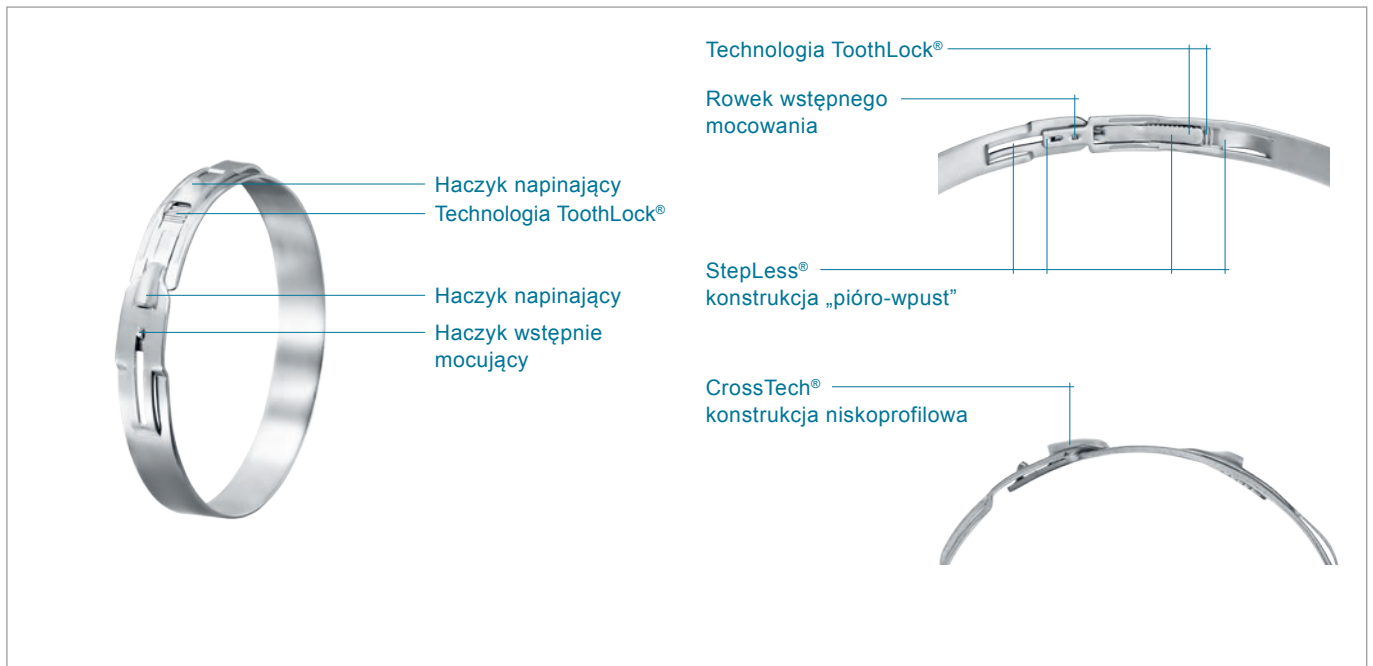 Haczyk napinający
Technologia ToothLock®
Haczyk napinający
Haczyk wstępnie
mocujący
Technologia ToothLock®
Rowek wstępnego
mocowania
StepLess®
konstrukcja „pióro-wpust”
CrossTech®
konstrukcja niskoprofilowa